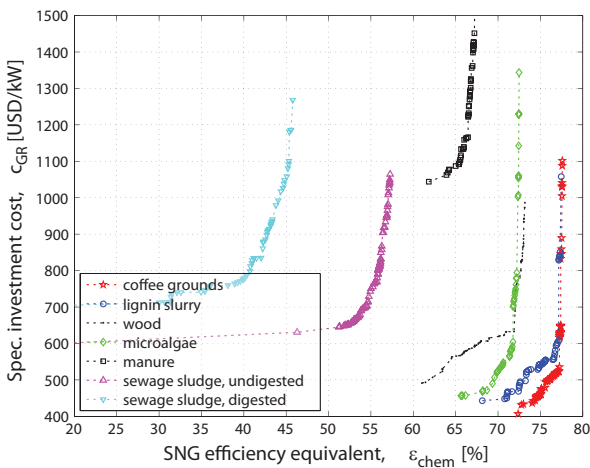 1500
1400
1300
1200
1100
1000
900
800
700
600
500
400
Spec. investment cost, c_GR [USD/kW]
coffee grounds
lignin slurry
wood
microalgae
manure
sewage sludge, undigested
sewage sludge, digested
20 25 30 35 40 45 50 55 60 65 70 75 80
SNG efficiency equivalent, ε_chem [%]